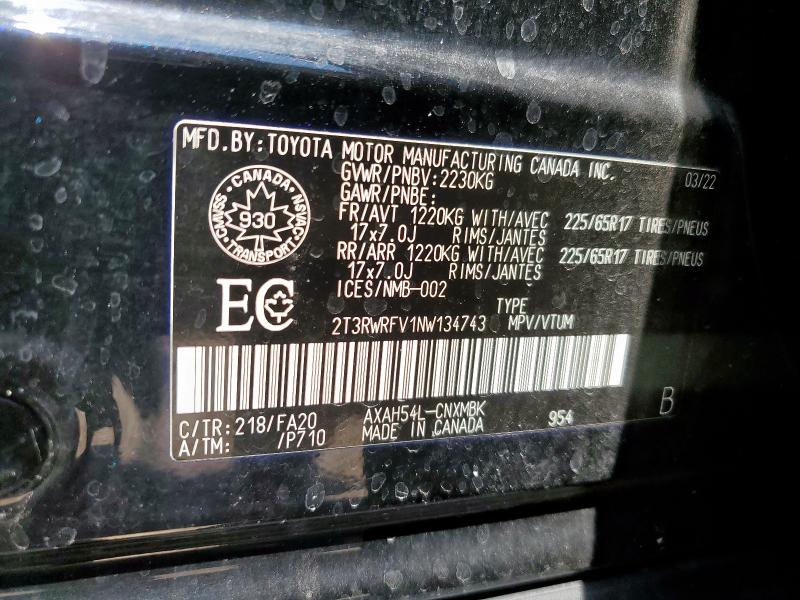 MFD.BY:TOYOTA MOTOR MANUFACTURING CANADA INC.
03/22
GVWR/PNBV:2230KG
GAWR/PNBE:
FR/AVT 1220KG WITH/AVEC 225/65R17 TIRES/PNEUS
17x7.0J RIMS/JANTES
RR/ARR 1220KG WITH/AVEC 225/65R17 TIRES/PNEUS
17x7.0J RIMS/JANTES
ICES/NMB-002
CANADA
CMVSS 930 NSVAC
TRANSPORT
EC
TYPE
2T3RWRFV1NW134743 MPV/VTUM
C/TR:218/FA20 AXAH54L-CNXMBK 954 B
A/TM: /P710 MADE IN CANADA